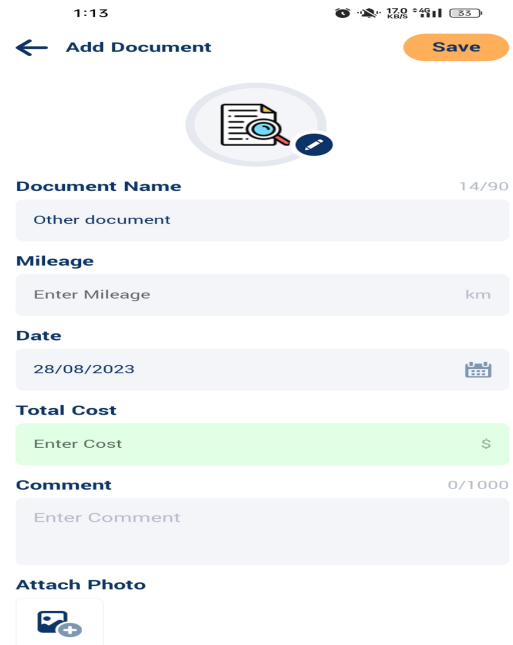 1:13
17.0 KB/S 4G 33
Add Document
Save
Document Name
14/90
Other document
Mileage
Enter Mileage
km
Date
28/08/2023
Total Cost
Enter Cost
$
Comment
0/1000
Enter Comment
Attach Photo